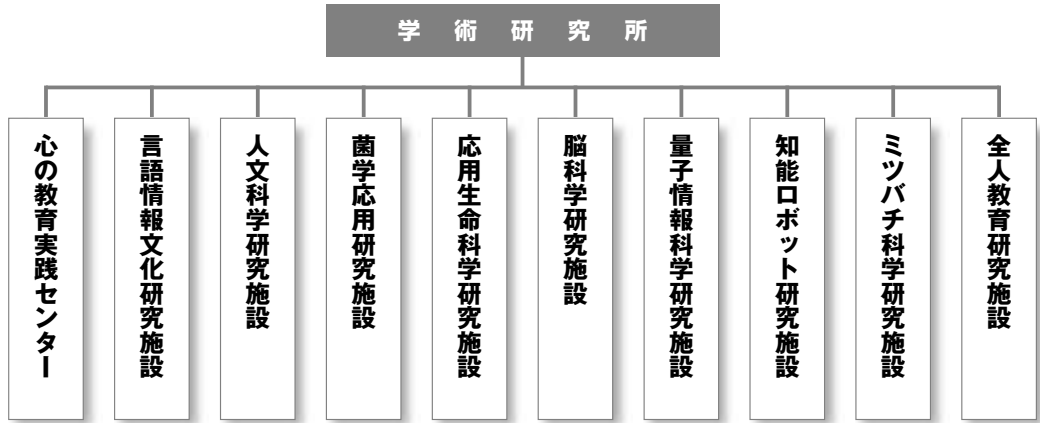 学術研究所
心の教育実践センター
言語情報文化研究施設
人文科学研究施設
菌学応用研究施設
応用生命科学研究施設
脳科学研究施設
量子情報科学研究施設
知能ロボット研究施設
ミツバチ科学研究施設
全人教育研究施設